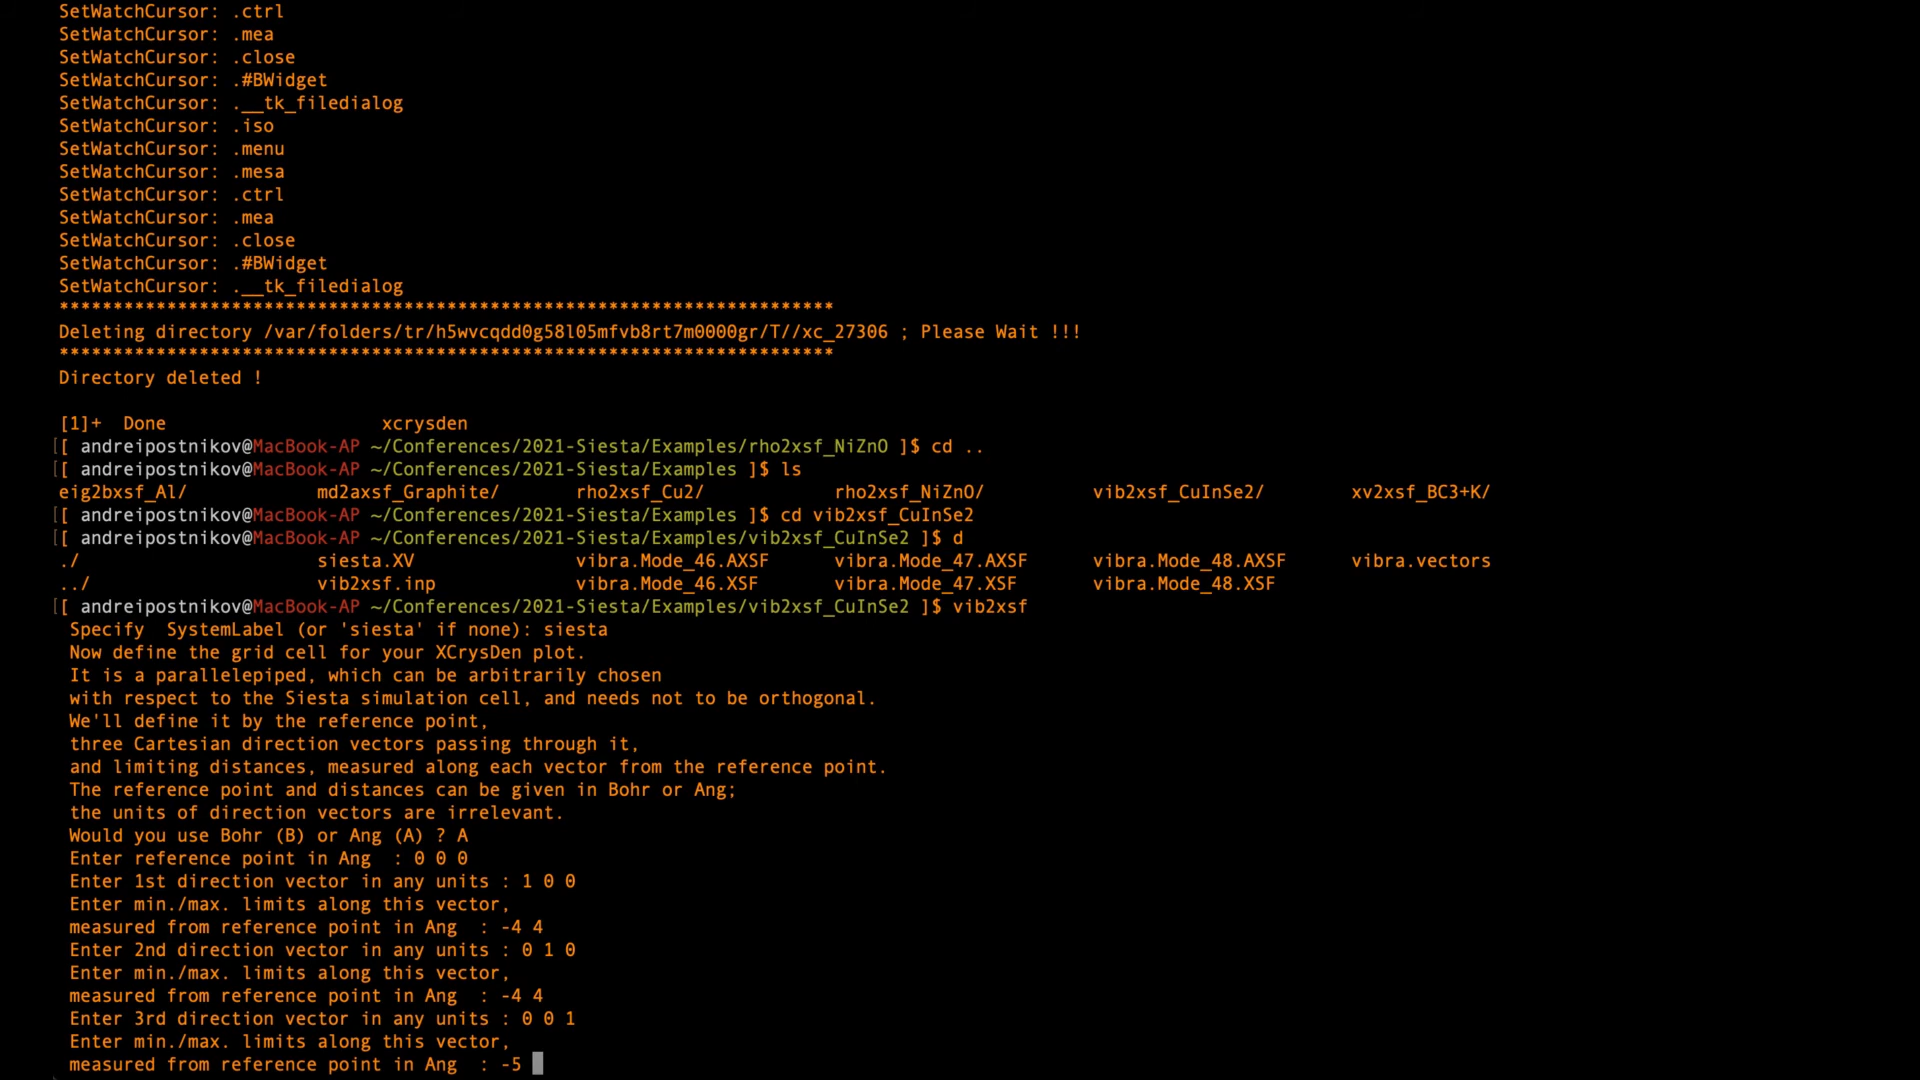 SetWatchCursor: .ctrl
SetWatchCursor: .mea
SetWatchCursor: .close
SetWatchCursor: .#BWidget
SetWatchCursor: .__tk_filedialog
SetWatchCursor: .iso
SetWatchCursor: .menu
SetWatchCursor: .mesa
SetWatchCursor: .ctrl
SetWatchCursor: .mea
SetWatchCursor: .close
SetWatchCursor: .#BWidget
SetWatchCursor: .__tk_filedialog
************************************************************************
Deleting directory /var/folders/tr/h5wvcqdd0g58l05mfvb8rt7m0000gr/T//xc_27306 ; Please Wait !!!
************************************************************************
Directory deleted !
[1]+  Done                    xcrysden
[[ andreipostnikov@MacBook-AP ~/Conferences/2021-Siesta/Examples/rho2xsf_NiZnO ]$ cd ..
[[ andreipostnikov@MacBook-AP ~/Conferences/2021-Siesta/Examples ]$ ls
eig2bxsf_Al/            md2axsf_Graphite/       rho2xsf_Cu2/            rho2xsf_NiZnO/          vib2xsf_CuInSe2/        xv2xsf_BC3+K/
[[ andreipostnikov@MacBook-AP ~/Conferences/2021-Siesta/Examples ]$ cd vib2xsf_CuInSe2
[[ andreipostnikov@MacBook-AP ~/Conferences/2021-Siesta/Examples/vib2xsf_CuInSe2 ]$ d
./                      siesta.XV               vibra.Mode_46.AXSF      vibra.Mode_47.AXSF      vibra.Mode_48.AXSF      vibra.vectors
../                     vib2xsf.inp             vibra.Mode_46.XSF       vibra.Mode_47.XSF       vibra.Mode_48.XSF
[[ andreipostnikov@MacBook-AP ~/Conferences/2021-Siesta/Examples/vib2xsf_CuInSe2 ]$ vib2xsf
Specify  SystemLabel (or 'siesta' if none): siesta
Now define the grid cell for your XCrysDen plot.
It is a parallelepiped, which can be arbitrarily chosen
with respect to the Siesta simulation cell, and needs not to be orthogonal.
We'll define it by the reference point,
three Cartesian direction vectors passing through it,
and limiting distances, measured along each vector from the reference point.
The reference point and distances can be given in Bohr or Ang;
the units of direction vectors are irrelevant.
Would you use Bohr (B) or Ang (A) ? A
Enter reference point in Ang  : 0 0 0
Enter 1st direction vector in any units : 1 0 0
Enter min./max. limits along this vector,
measured from reference point in Ang  : -4 4
Enter 2nd direction vector in any units : 0 1 0
Enter min./max. limits along this vector,
measured from reference point in Ang  : -4 4
Enter 3rd direction vector in any units : 0 0 1
Enter min./max. limits along this vector,
measured from reference point in Ang  : -5